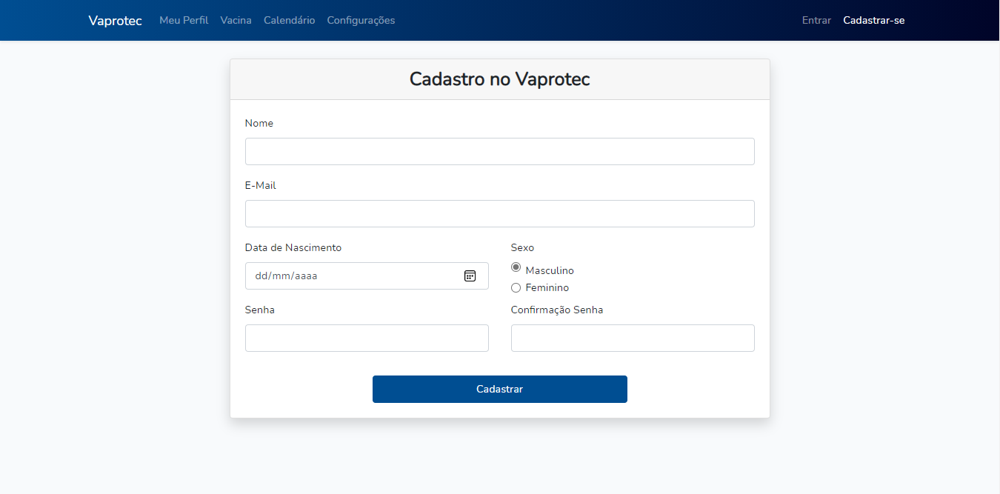 Vaprotec Meu Perfil Vacina Calendário Configurações Entrar Cadastrar-se
Cadastro no Vaprotec
Nome
E-Mail
Data de Nascimento Sexo
dd/mm/aaaa Masculino
Feminino
Senha Confirmação Senha
Cadastrar